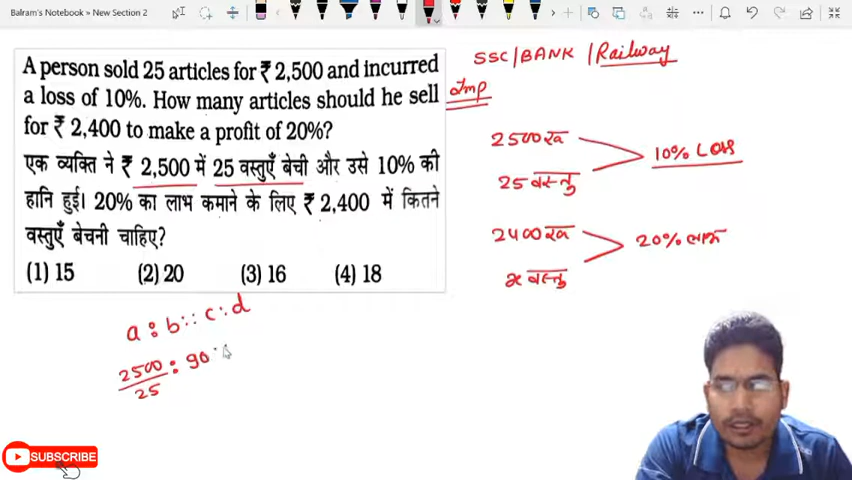 Balram's Notebook » New Section 2
A person sold 25 articles for ₹ 2,500 and incurred
a loss of 10%. How many articles should he sell
for ₹ 2,400 to make a profit of 20%?
एक व्यक्ति ने ₹ 2,500 में 25 वस्तुएँ बेची और उसे 10% की
हानि हुई। 20% का लाभ कमाने के लिए ₹ 2,400 में कितने
वस्तुएँ बेचनी चाहिए?
(1) 15 (2) 20 (3) 16 (4) 18
SSC/BANK/Railway
Imp
2500रू
10% Loss
25 वस्तु
2400रू
20% लाभ
x वस्तु
a : b :: c : d
2500/25 : 90 :
SUBSCRIBE